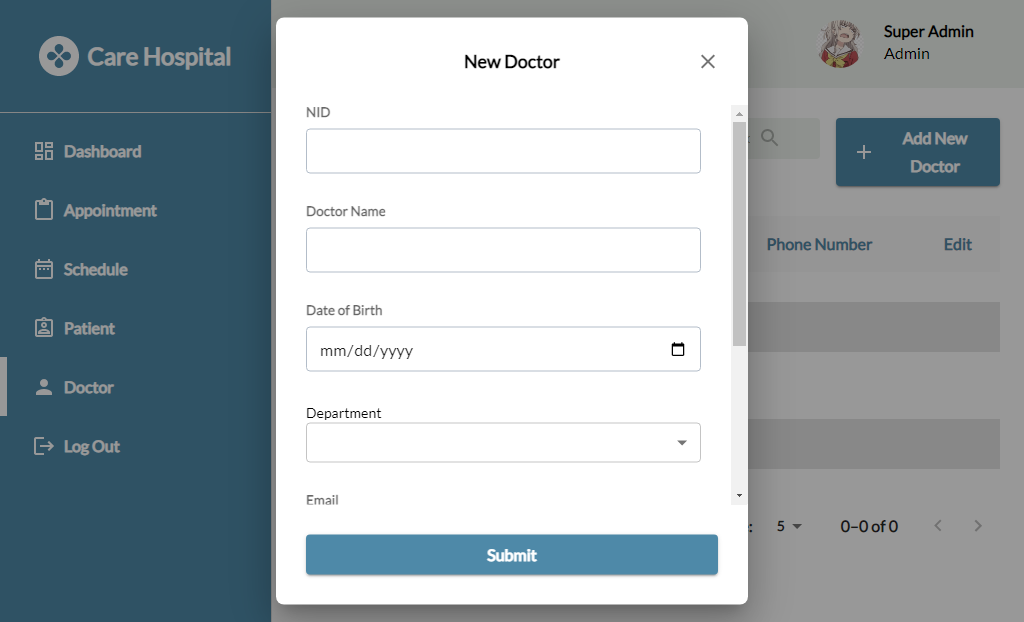 Care Hospital
Dashboard
Appointment
Schedule
Patient
Doctor
Log Out
New Doctor
NID
Doctor Name
Date of Birth
mm/dd/yyyy
Department
Email
Submit
Super Admin
Admin
Add New
Doctor
Phone Number Edit
: 5 0–0 of 0